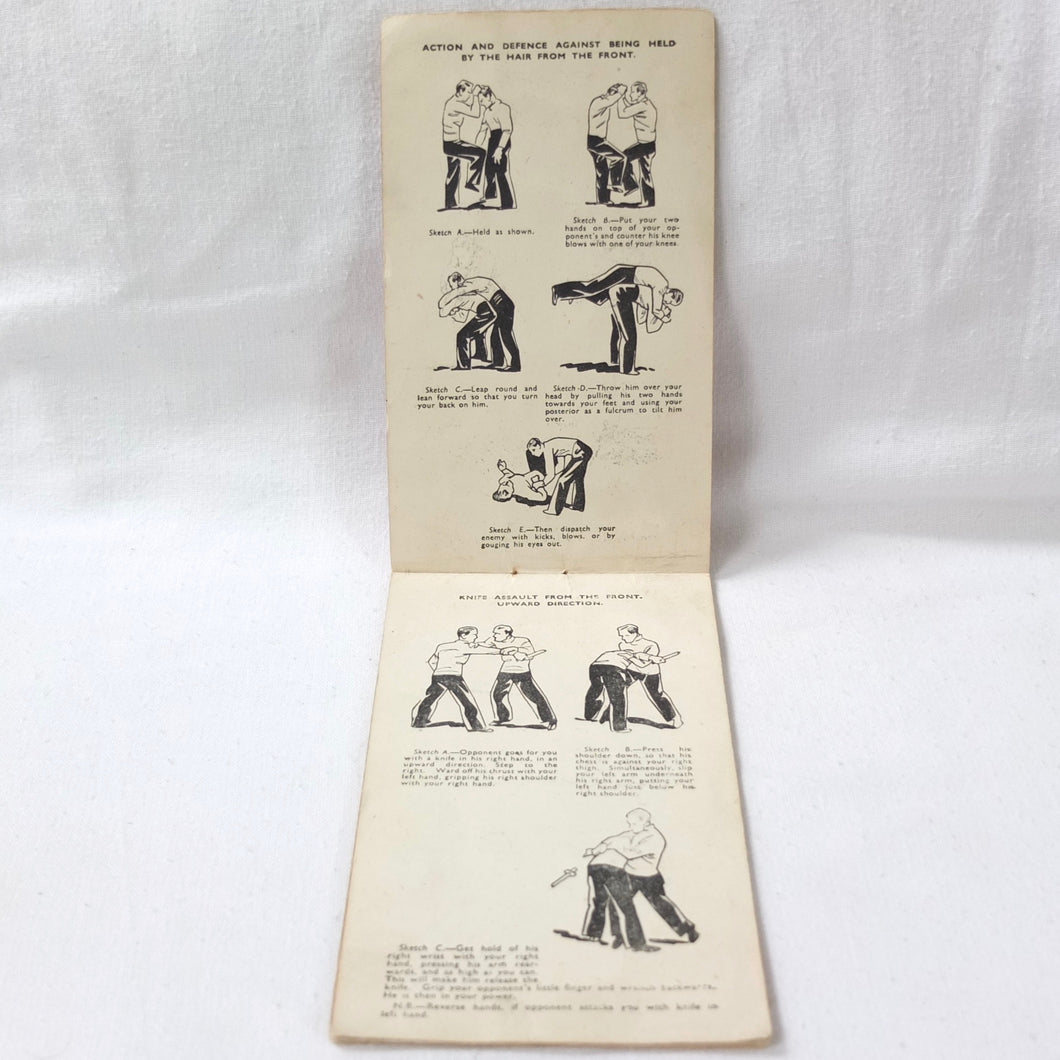 ACTION AND DEFENCE AGAINST BEING HELD
BY THE HAIR FROM THE FRONT.
Sketch A.—Held as shown.
Sketch B.—Put your two
hands on top of your op-
ponent's and counter his knee
blows with one of your knees.
Sketch C.—Leap round and
lean forward so that you turn
your back on him.
Sketch D.—Throw him over your
head by pulling his two hands
towards your feet and using your
posterior as a fulcrum to tilt him
over.
Sketch E.—Then dispatch your
enemy with kicks, blows, or by
gouging his eyes out.
KNIFE ASSAULT FROM THE FRONT.
UPWARD DIRECTION.
Sketch A.—Opponent goes for you
with a knife in his right hand, in an
upward direction. Step to the
right. Ward off his thrust with your
left hand, gripping his right shoulder
with your right hand.
Sketch B.—Press his
shoulder down, so that his
chest is against your right
thigh. Simultaneously, slip
your left arm underneath
his right arm, putting your
left hand just below his
right shoulder.
Sketch C.—Get hold of his
right wrist with your right
hand, pressing his arm rear-
wards, and as high as you can.
This will make him release the
knife. Grip your opponent's little finger and wrench backwards.
He is then in your power.
N.B.—Reverse hands, if opponent attacks you with knife in
left hand.